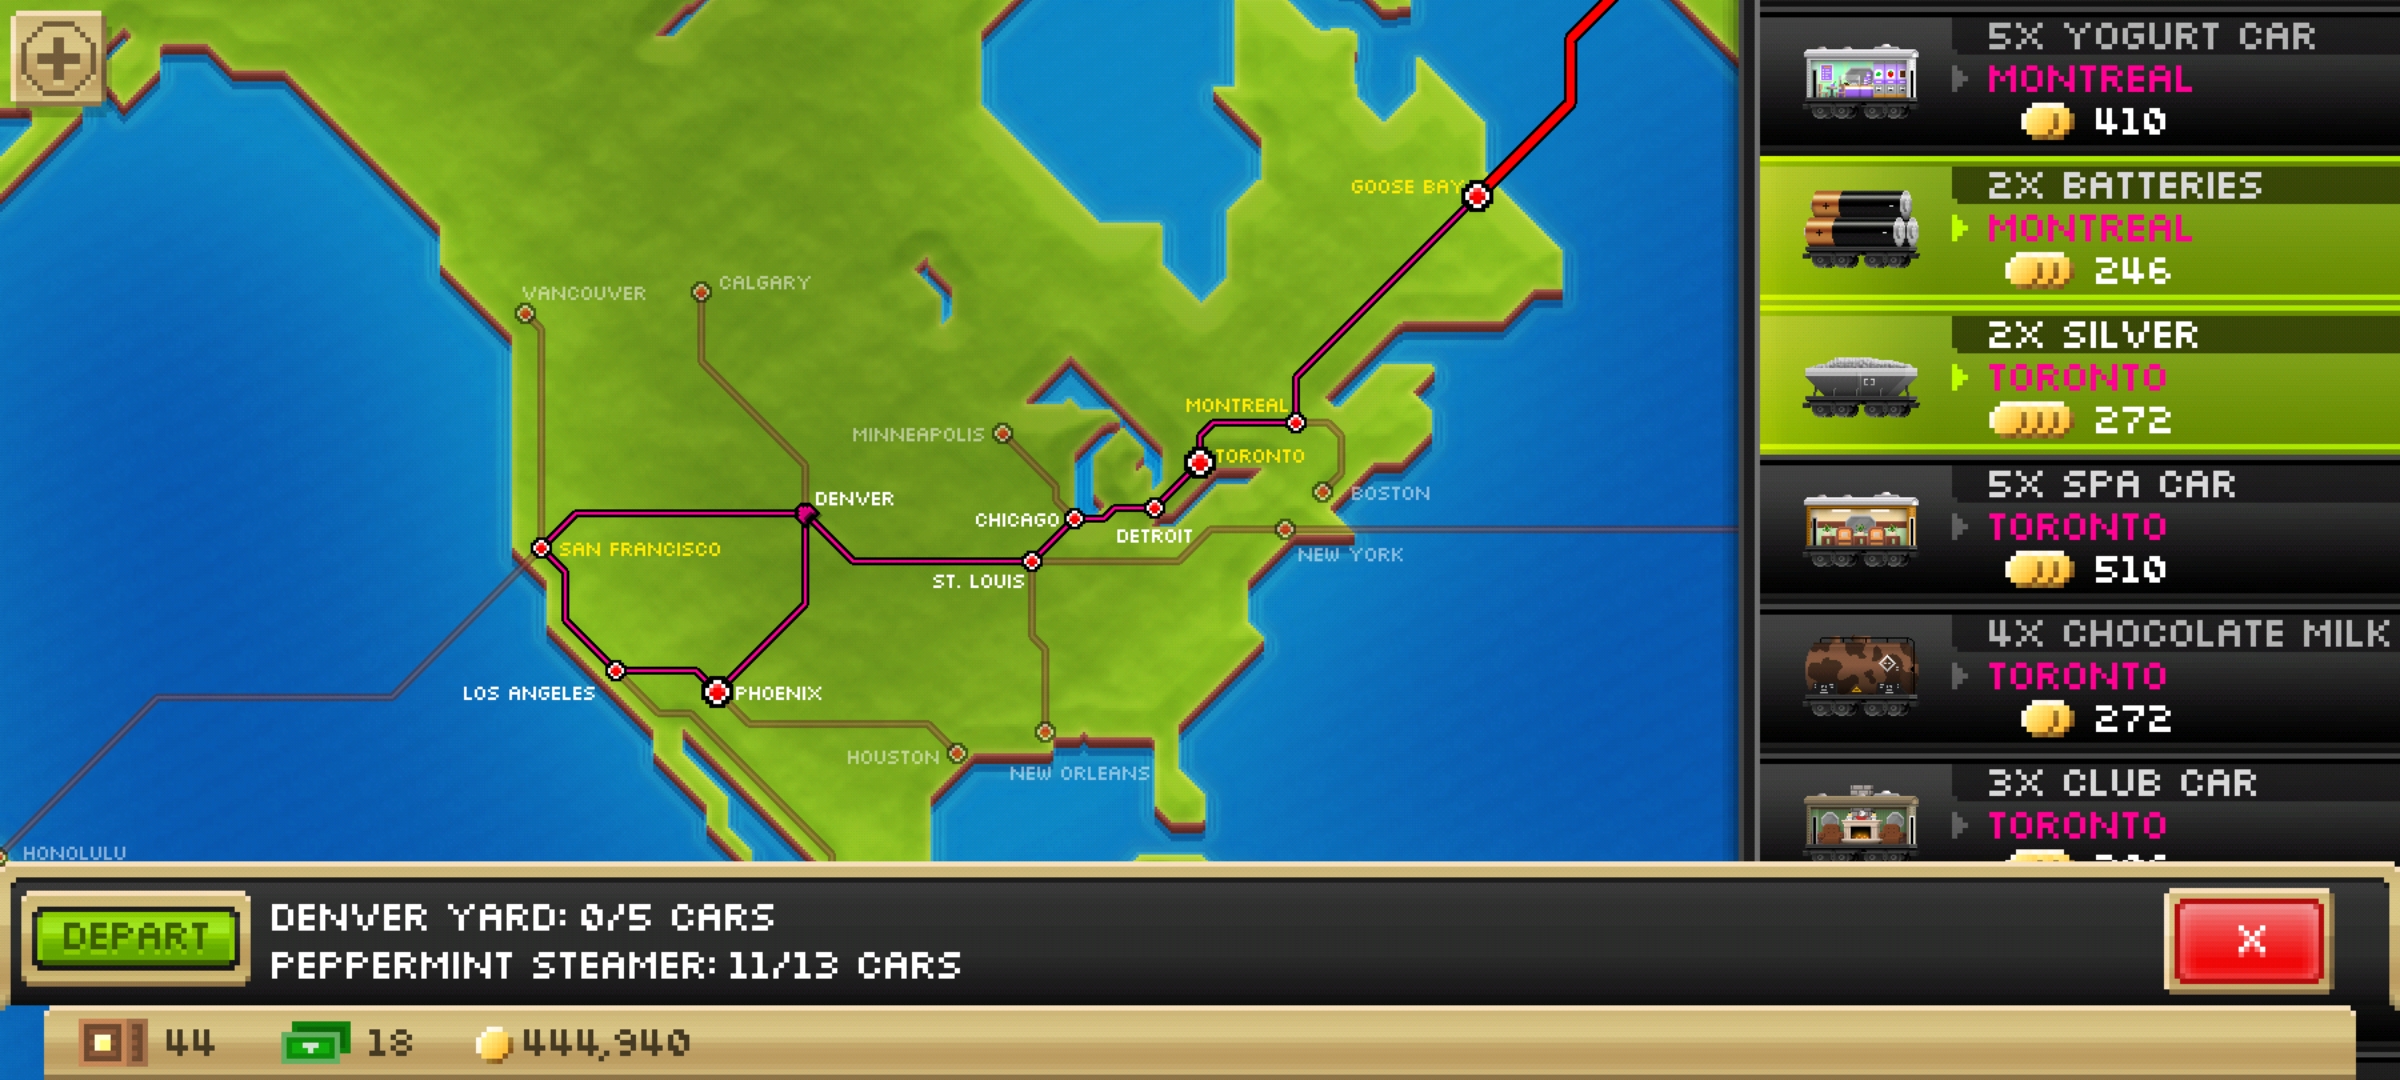 5X YOGURT CAR
MONTREAL
410
2X BATTERIES
MONTREAL
246
2X SILVER
TORONTO
272
5X SPA CAR
TORONTO
510
4X CHOCOLATE MILK
TORONTO
272
3X CLUB CAR
TORONTO
GOOSE BAY
VANCOUVER
CALGARY
MINNEAPOLIS
MONTREAL
TORONTO
BOSTON
DENVER
CHICAGO
DETROIT
SAN FRANCISCO
NEW YORK
ST. LOUIS
LOS ANGELES
PHOENIX
HOUSTON
NEW ORLEANS
HONOLULU
DEPART
DENVER YARD: 0/5 CARS
PEPPERMINT STEAMER: 11/13 CARS
X
44
18
444,940